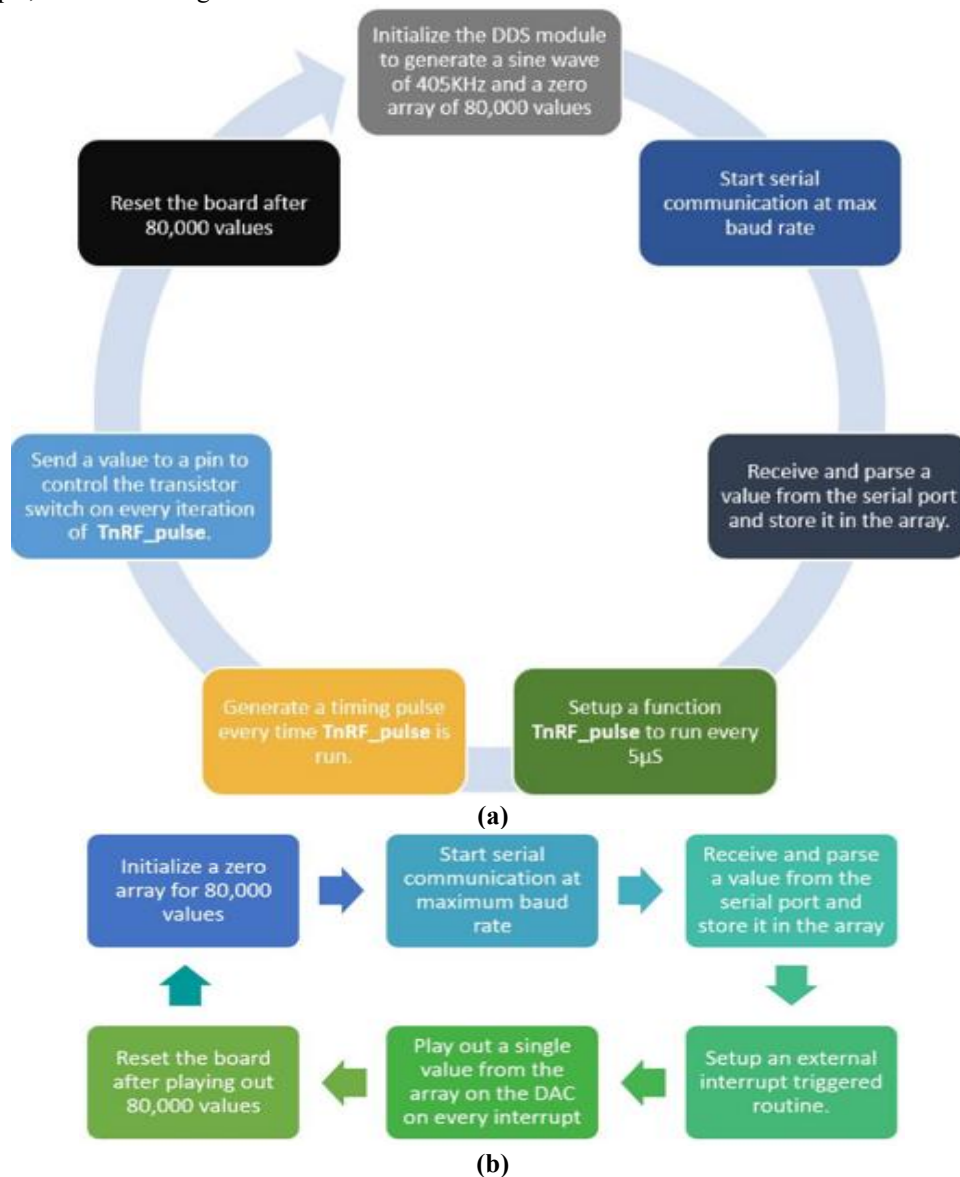 Initialize the DDS module
to generate a sine wave
of 405KHz and a zero
array of 80,000 values
Start serial
communication at max
baud rate
Receive and parse a
value from the serial port
and store it in the array.
Setup a function
TnRF_pulse to run every
5µS
Generate a timing pulse
every time TnRF_pulse is
run.
Send a value to a pin to
control the transistor
switch on every iteration
of TnRF_pulse.
Reset the board after
80,000 values
(a)
Initialize a zero
array for 80,000
values
Start serial
communication at
maximum baud
rate
Receive and parse
a value from the
serial port and
store it in the array
Setup an external
interrupt triggered
routine.
Play out a single
value from the
array on the DAC
on every interrupt
Reset the board
after playing out
80,000 values
(b)